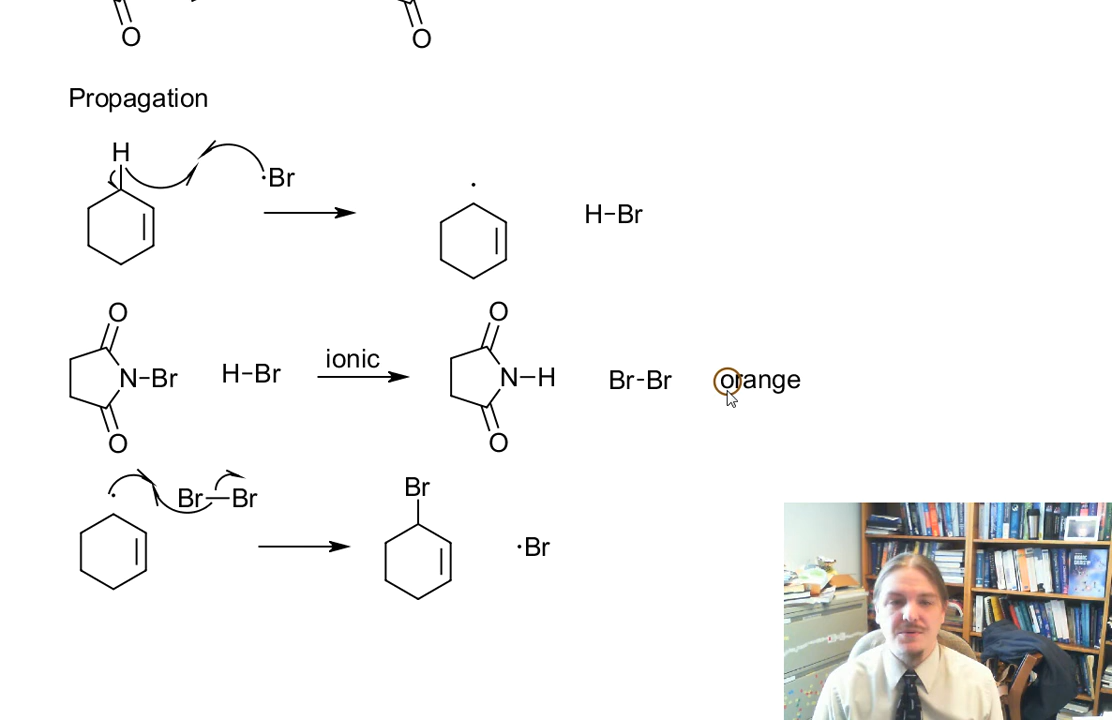 O O
Propagation
H
·Br
·
H-Br
O O
N-Br H-Br ionic N-H Br-Br orange
O O
· Br-Br Br
·Br